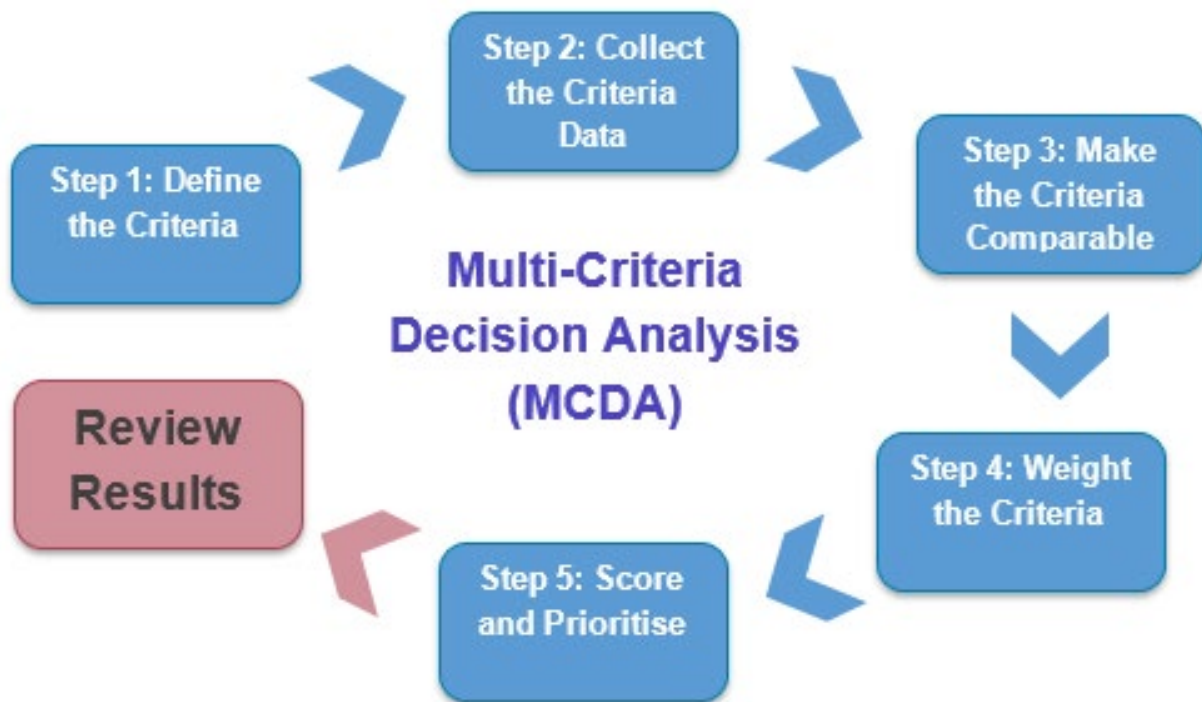 Step 1: Define
the Criteria
Step 2: Collect
the Criteria
Data
Step 3: Make
the Criteria
Comparable
Step 4: Weight
the Criteria
Step 5: Score
and Prioritise
Review
Results
Multi-Criteria
Decision Analysis
(MCDA)